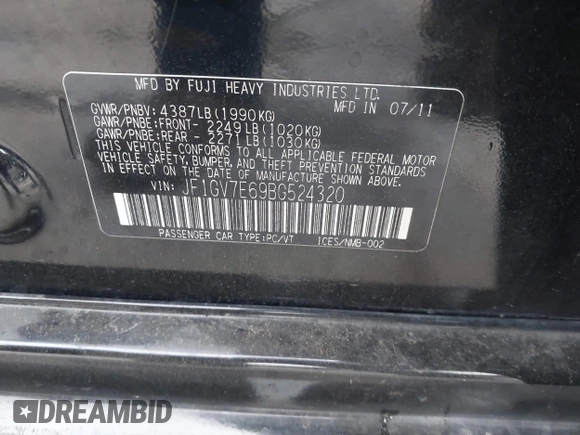 MFD BY FUJI HEAVY INDUSTRIES LTD.
GVWR/PNBV: 4387LB(1990KG) MFD IN 07/11
GAWR/PNBE:FRONT- 2249LB(1020KG)
GAWR/PNBE:REAR - 2271LB(1030KG)
THIS VEHICLE CONFORMS TO ALL APPLICABLE FEDERAL MOTOR
VEHICLE SAFETY, BUMPER, AND THEFT PREVENTION STANDARDS
IN EFFECT ON THE DATE OF MANUFACTURE SHOWN ABOVE.
VIN: JF1GV7E69BG524320
PASSENGER CAR TYPE:PC/VT ICES/NMB-002
DREAMBID